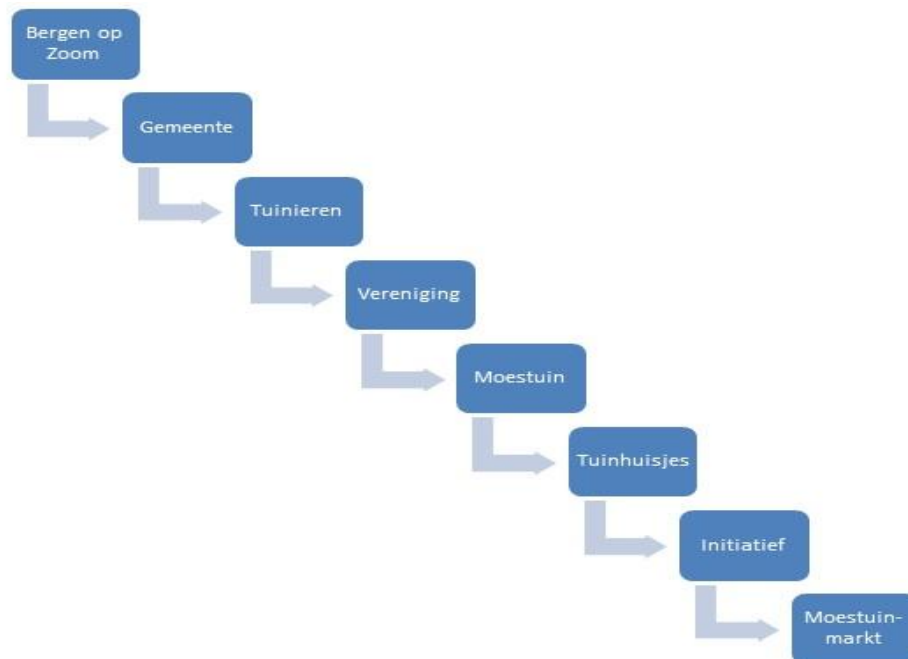 Bergen op
Zoom
Gemeente
Tuinieren
Vereniging
Moestuin
Tuinhuisjes
Initiatief
Moestuin-
markt